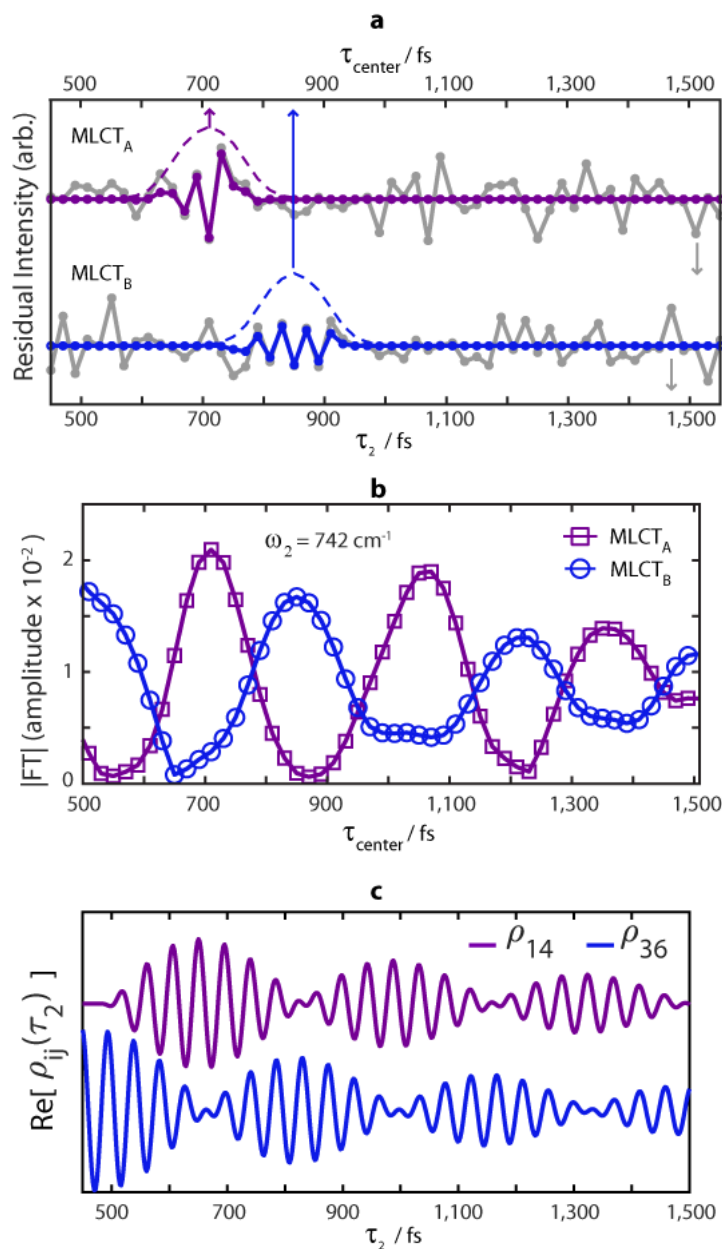 a
τcenter / fs
500 700 900 1,100 1,300 1,500
Residual Intensity (arb.)
MLCTA
MLCTB
500 700 900 1,100 1,300 1,500
τ2 / fs
b
|FT| (amplitude x 10-2)
ω2 = 742 cm-1
MLCTA
MLCTB
2
1
0
500 700 900 1,100 1,300 1,500
τcenter / fs
c
Re[ ρij(τ2) ]
ρ14 ρ36
500 700 900 1,100 1,300 1,500
τ2 / fs